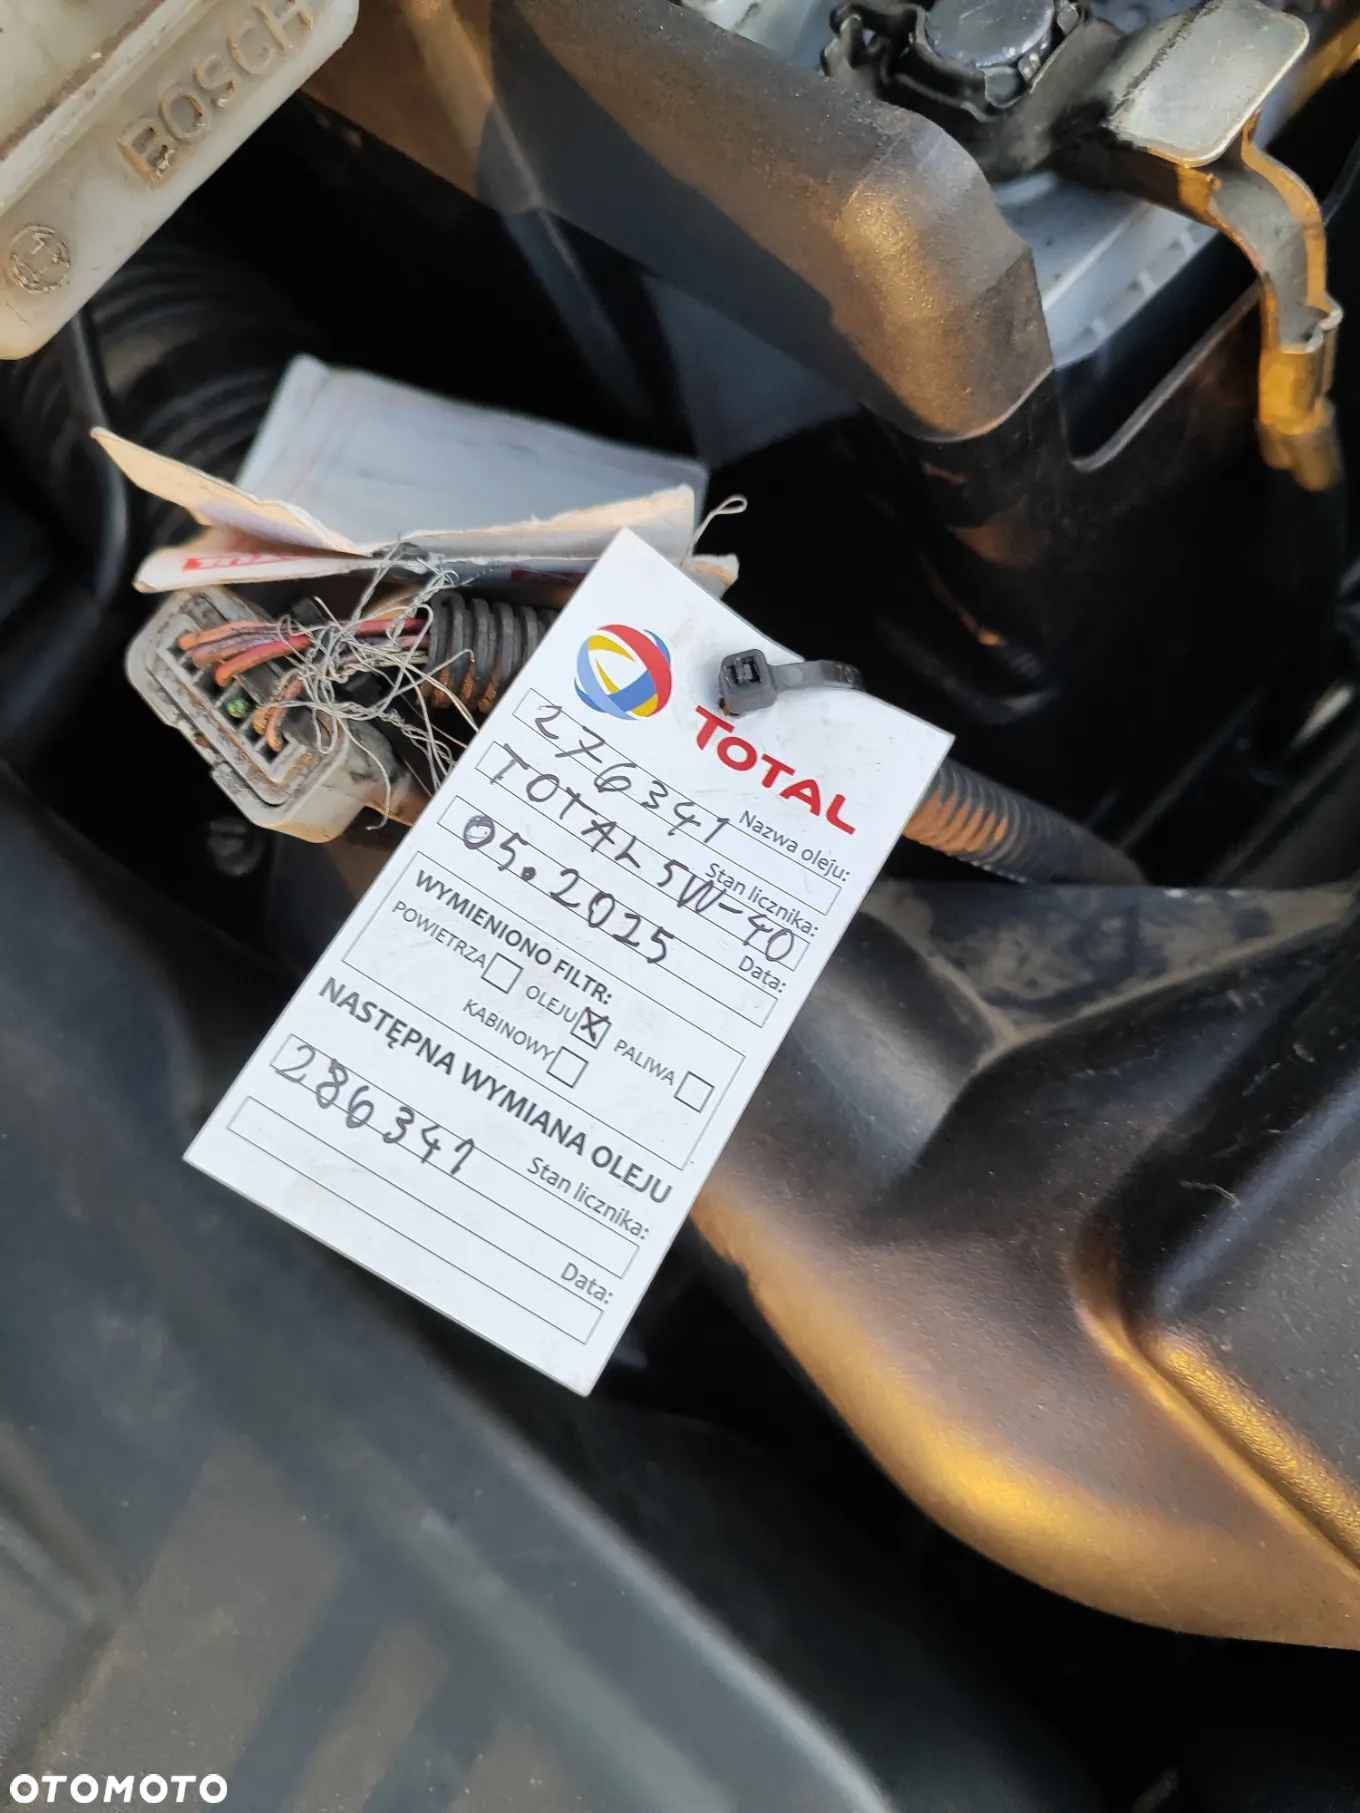 BOSCH
TOTAL
Nazwa oleju:
276341
Stan licznika:
TOTAL 5W-40
Data:
05.2025
WYMIENIONO FILTR:
POWIETRZA OLEJU X PALIWA
KABINOWY
NASTĘPNA WYMIANA OLEJU
Stan licznika:
286341
Data:
OTOMOTO